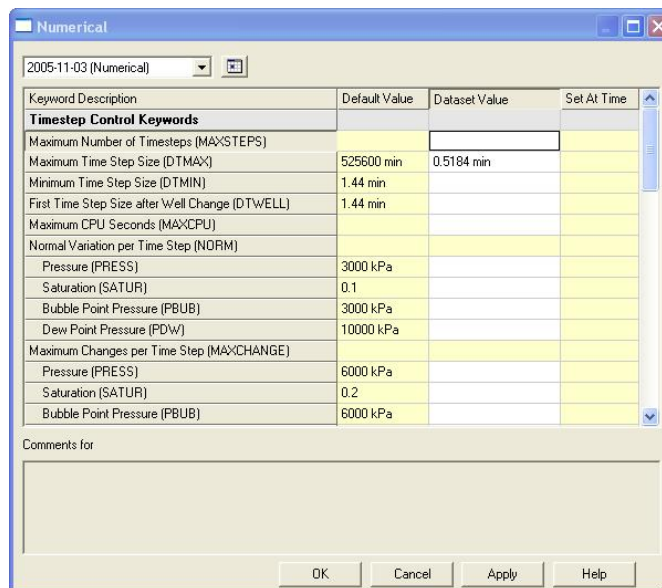 Numerical
2005-11-03 (Numerical)
Keyword Description Default Value Dataset Value Set At Time
Timestep Control Keywords
Maximum Number of Timesteps (MAXSTEPS)
Maximum Time Step Size (DTMAX) 525600 min 0.5184 min
Minimum Time Step Size (DTMIN) 1.44 min
First Time Step Size after Well Change (DTWELL) 1.44 min
Maximum CPU Seconds (MAXCPU)
Normal Variation per Time Step (NORM)
Pressure (PRESS) 3000 kPa
Saturation (SATUR) 0.1
Bubble Point Pressure (PBUB) 3000 kPa
Dew Point Pressure (PDW) 10000 kPa
Maximum Changes per Time Step (MAXCHANGE)
Pressure (PRESS) 6000 kPa
Saturation (SATUR) 0.2
Bubble Point Pressure (PBUB) 6000 kPa
Comments for
OK Cancel Apply Help